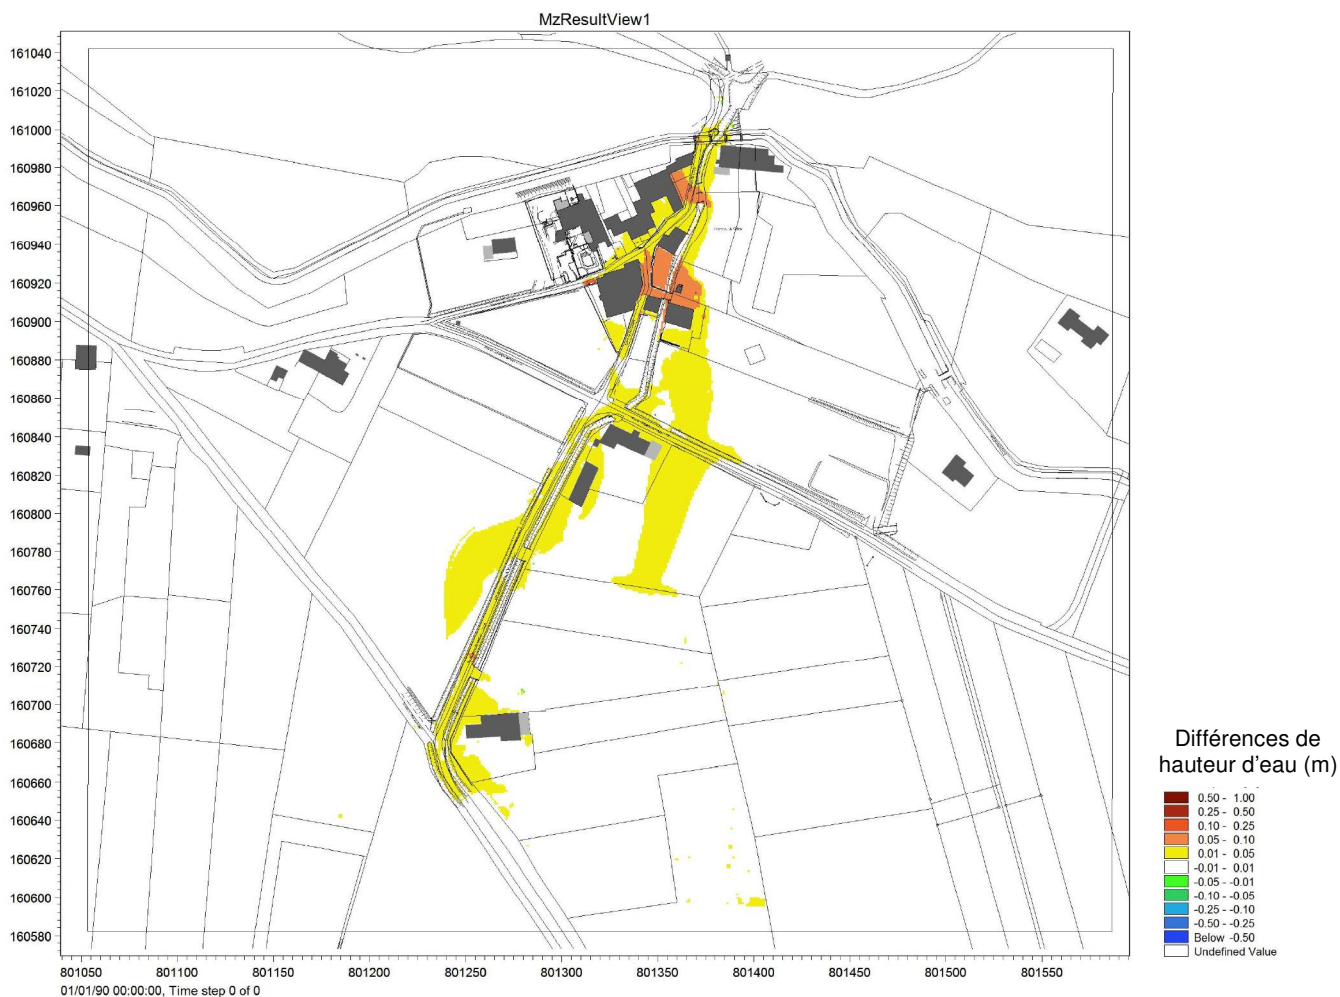 MzResultView1
161040
161020
161000
160980
160960
160940
160920
160900
160880
160860
160840
160820
160800
160780
160760
160740
160720
160700
160680
160660
160640
160620
160600
160580
801050 801100 801150 801200 801250 801300 801350 801400 801450 801500 801550
01/01/90 00:00:00, Time step 0 of 0
Différences de
hauteur d'eau (m)
0.50 - 1.00
0.25 - 0.50
0.10 - 0.25
0.05 - 0.10
0.01 - 0.05
-0.01 - 0.01
-0.05 - -0.01
-0.10 - -0.05
-0.25 - -0.10
-0.50 - -0.25
Below -0.50
Undefined Value